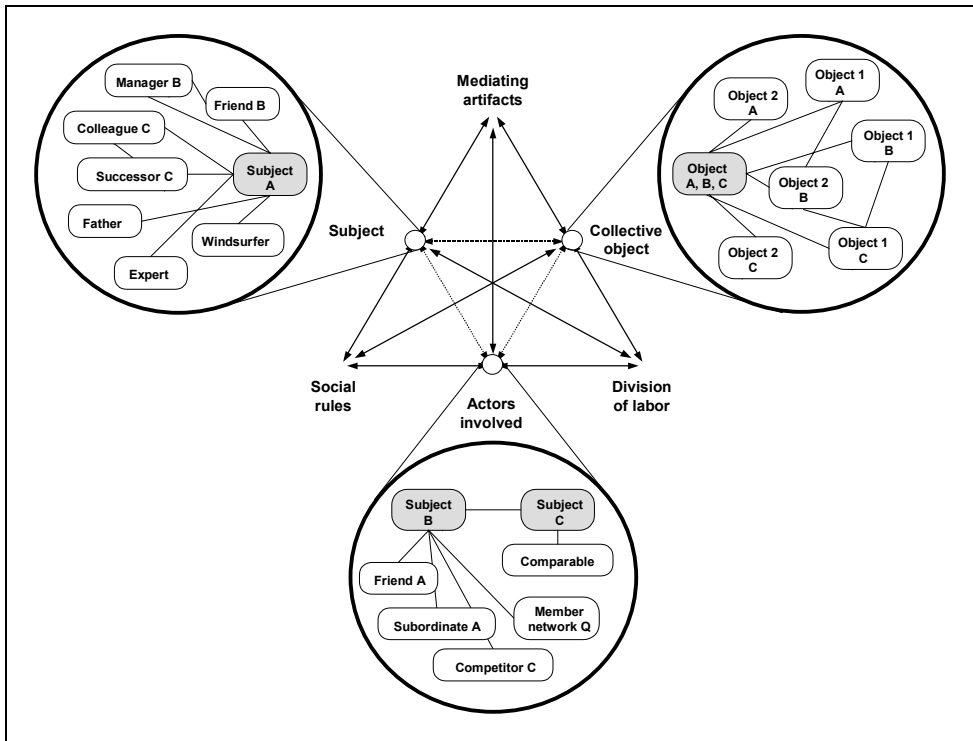 Manager B
Friend B
Colleague C
Successor C
Subject
A
Father
Windsurfer
Expert
Mediating
artifacts
Subject
Collective
object
Object 2
A
Object 1
A
Object 1
B
Object
A, B, C
Object 2
B
Object 2
C
Object 1
C
Social
rules
Actors
involved
Division
of labor
Subject
B
Subject
C
Comparable
Friend A
Subordinate A
Member
network Q
Competitor C